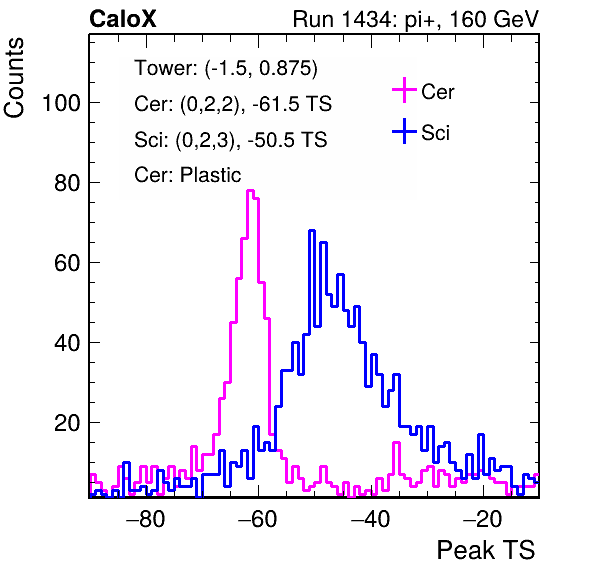 CaloX Run 1434: pi+, 160 GeV
Counts
Tower: (-1.5, 0.875)
Cer: (0,2,2), -61.5 TS
Sci: (0,2,3), -50.5 TS
Cer: Plastic
Cer
Sci
100
80
60
40
20
−80 −60 −40 −20
Peak TS